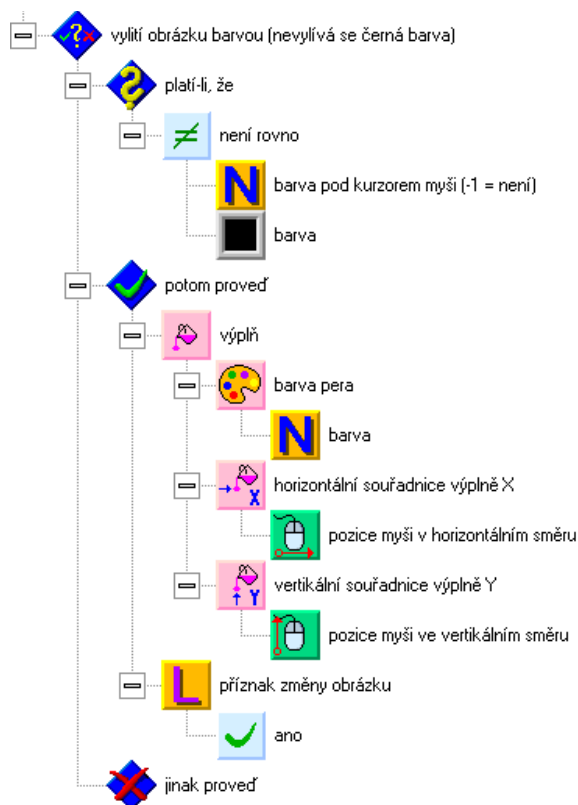 vylití obrázku barvou (nevylívá se černá barva)
platí-li, že
není rovno
N
barva pod kurzorem myši (-1 = není)
barva
potom proveď
výplň
barva pera
N
barva
X
horizontální souřadnice výplně X
pozice myši v horizontálním směru
Y
vertikální souřadnice výplně Y
pozice myši ve vertikálním směru
L
příznak změny obrázku
ano
jinak proveď